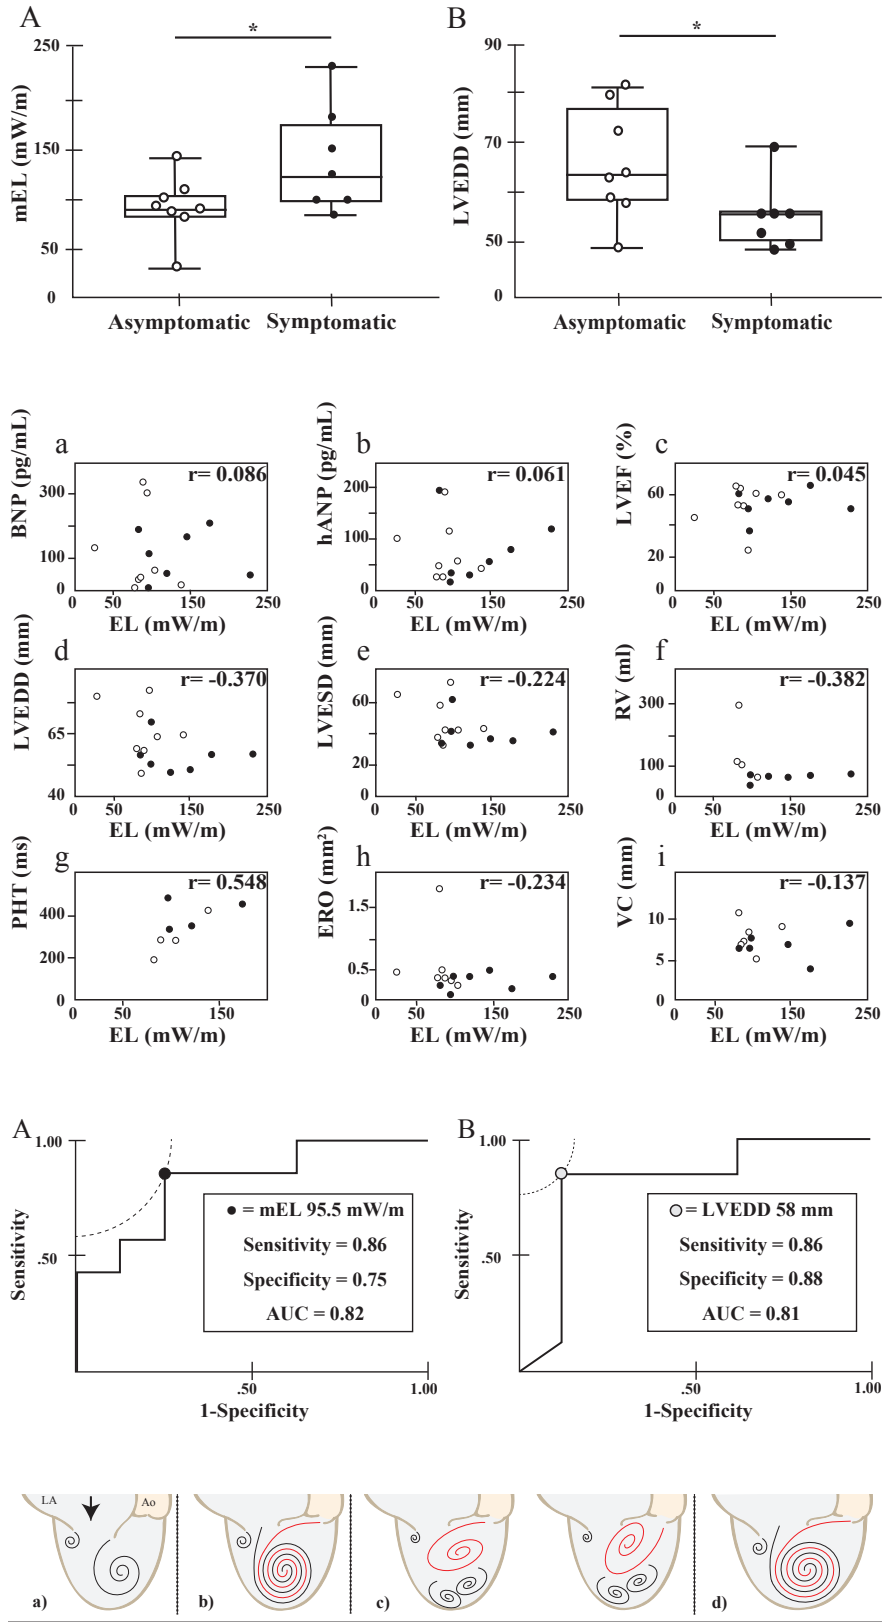 A
B
*
*
250
150
50
0
mEL (mW/m)
Asymptomatic
Symptomatic
90
70
50
0
LVEDD (mm)
Asymptomatic
Symptomatic
a
r= 0.086
BNP (pg/mL)
300
100
0
0
50
150
250
EL (mW/m)
b
r= 0.061
hANP (pg/mL)
200
100
0
0
50
150
250
EL (mW/m)
c
r= 0.045
LVEF (%)
60
20
0
0
50
150
250
EL (mW/m)
d
r= -0.370
LVEDD (mm)
65
40
0
50
150
250
EL (mW/m)
e
r= -0.224
LVESD (mm)
60
20
0
0
50
150
250
EL (mW/m)
f
r= -0.382
RV (ml)
300
100
0
0
50
150
250
EL (mW/m)
g
r= 0.548
PHT (ms)
400
200
0
0
50
150
200
EL (mW/m)
h
r= -0.234
ERO (mm²)
1.5
0.5
0
0
50
150
250
EL (mW/m)
i
r= -0.137
VC (mm)
10
5
0
0
50
150
250
EL (mW/m)
A
1.00
.50
Sensitivity
= mEL 95.5 mW/m
Sensitivity = 0.86
Specificity = 0.75
AUC = 0.82
.50
1.00
1-Specificity
B
1.00
.50
Sensitivity
= LVEDD 58 mm
Sensitivity = 0.86
Specificity = 0.88
AUC = 0.81
.50
1.00
1-Specificity
LA
Ao
a)
b)
c)
d)